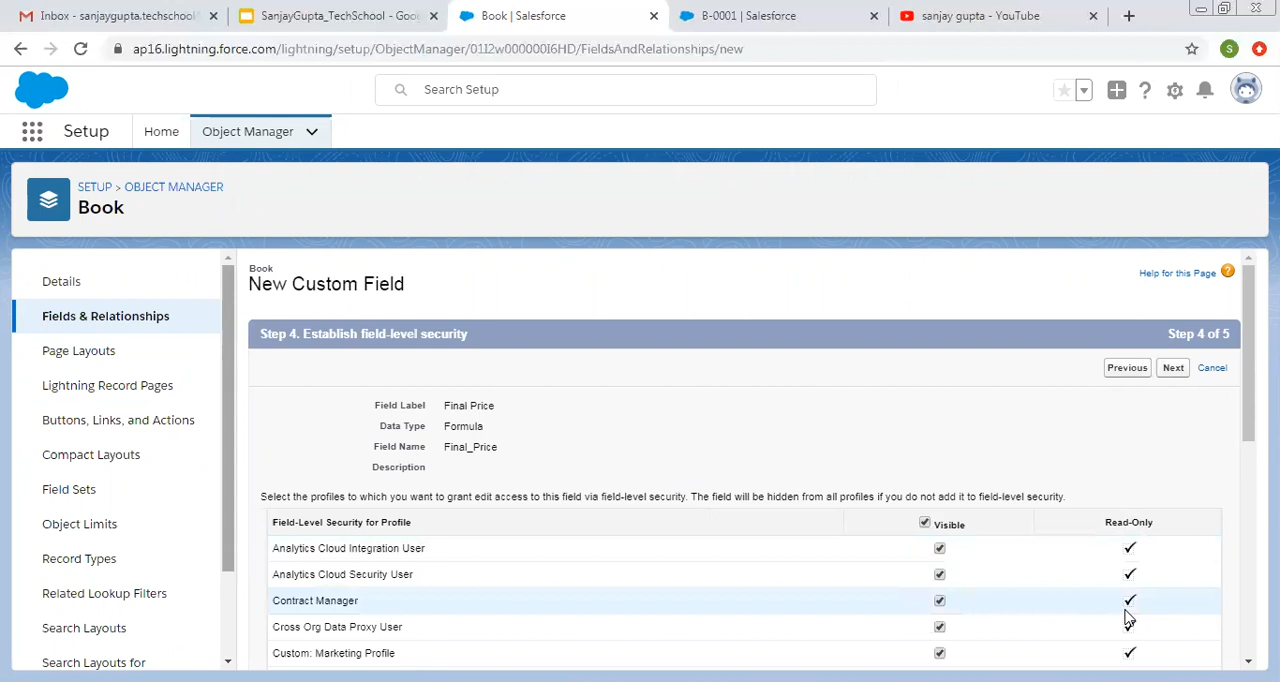 Inbox - sanjaygupta.techschool
SanjayGupta_TechSchool - Goog
Book | Salesforce
B-0001 | Salesforce
sanjay gupta - YouTube
ap16.lightning.force.com/lightning/setup/ObjectManager/01I2w000000I6HD/FieldsAndRelationships/new
S
Search Setup
Setup
Home
Object Manager
SETUP > OBJECT MANAGER
Book
Details
Fields & Relationships
Page Layouts
Lightning Record Pages
Buttons, Links, and Actions
Compact Layouts
Field Sets
Object Limits
Record Types
Related Lookup Filters
Search Layouts
Search Layouts for
Book
New Custom Field
Help for this Page
Step 4. Establish field-level security
Step 4 of 5
Previous
Next
Cancel
Field Label Final Price
Data Type Formula
Field Name Final_Price
Description
Select the profiles to which you want to grant edit access to this field via field-level security. The field will be hidden from all profiles if you do not add it to field-level security.
Field-Level Security for Profile
Visible
Read-Only
Analytics Cloud Integration User
Analytics Cloud Security User
Contract Manager
Cross Org Data Proxy User
Custom: Marketing Profile